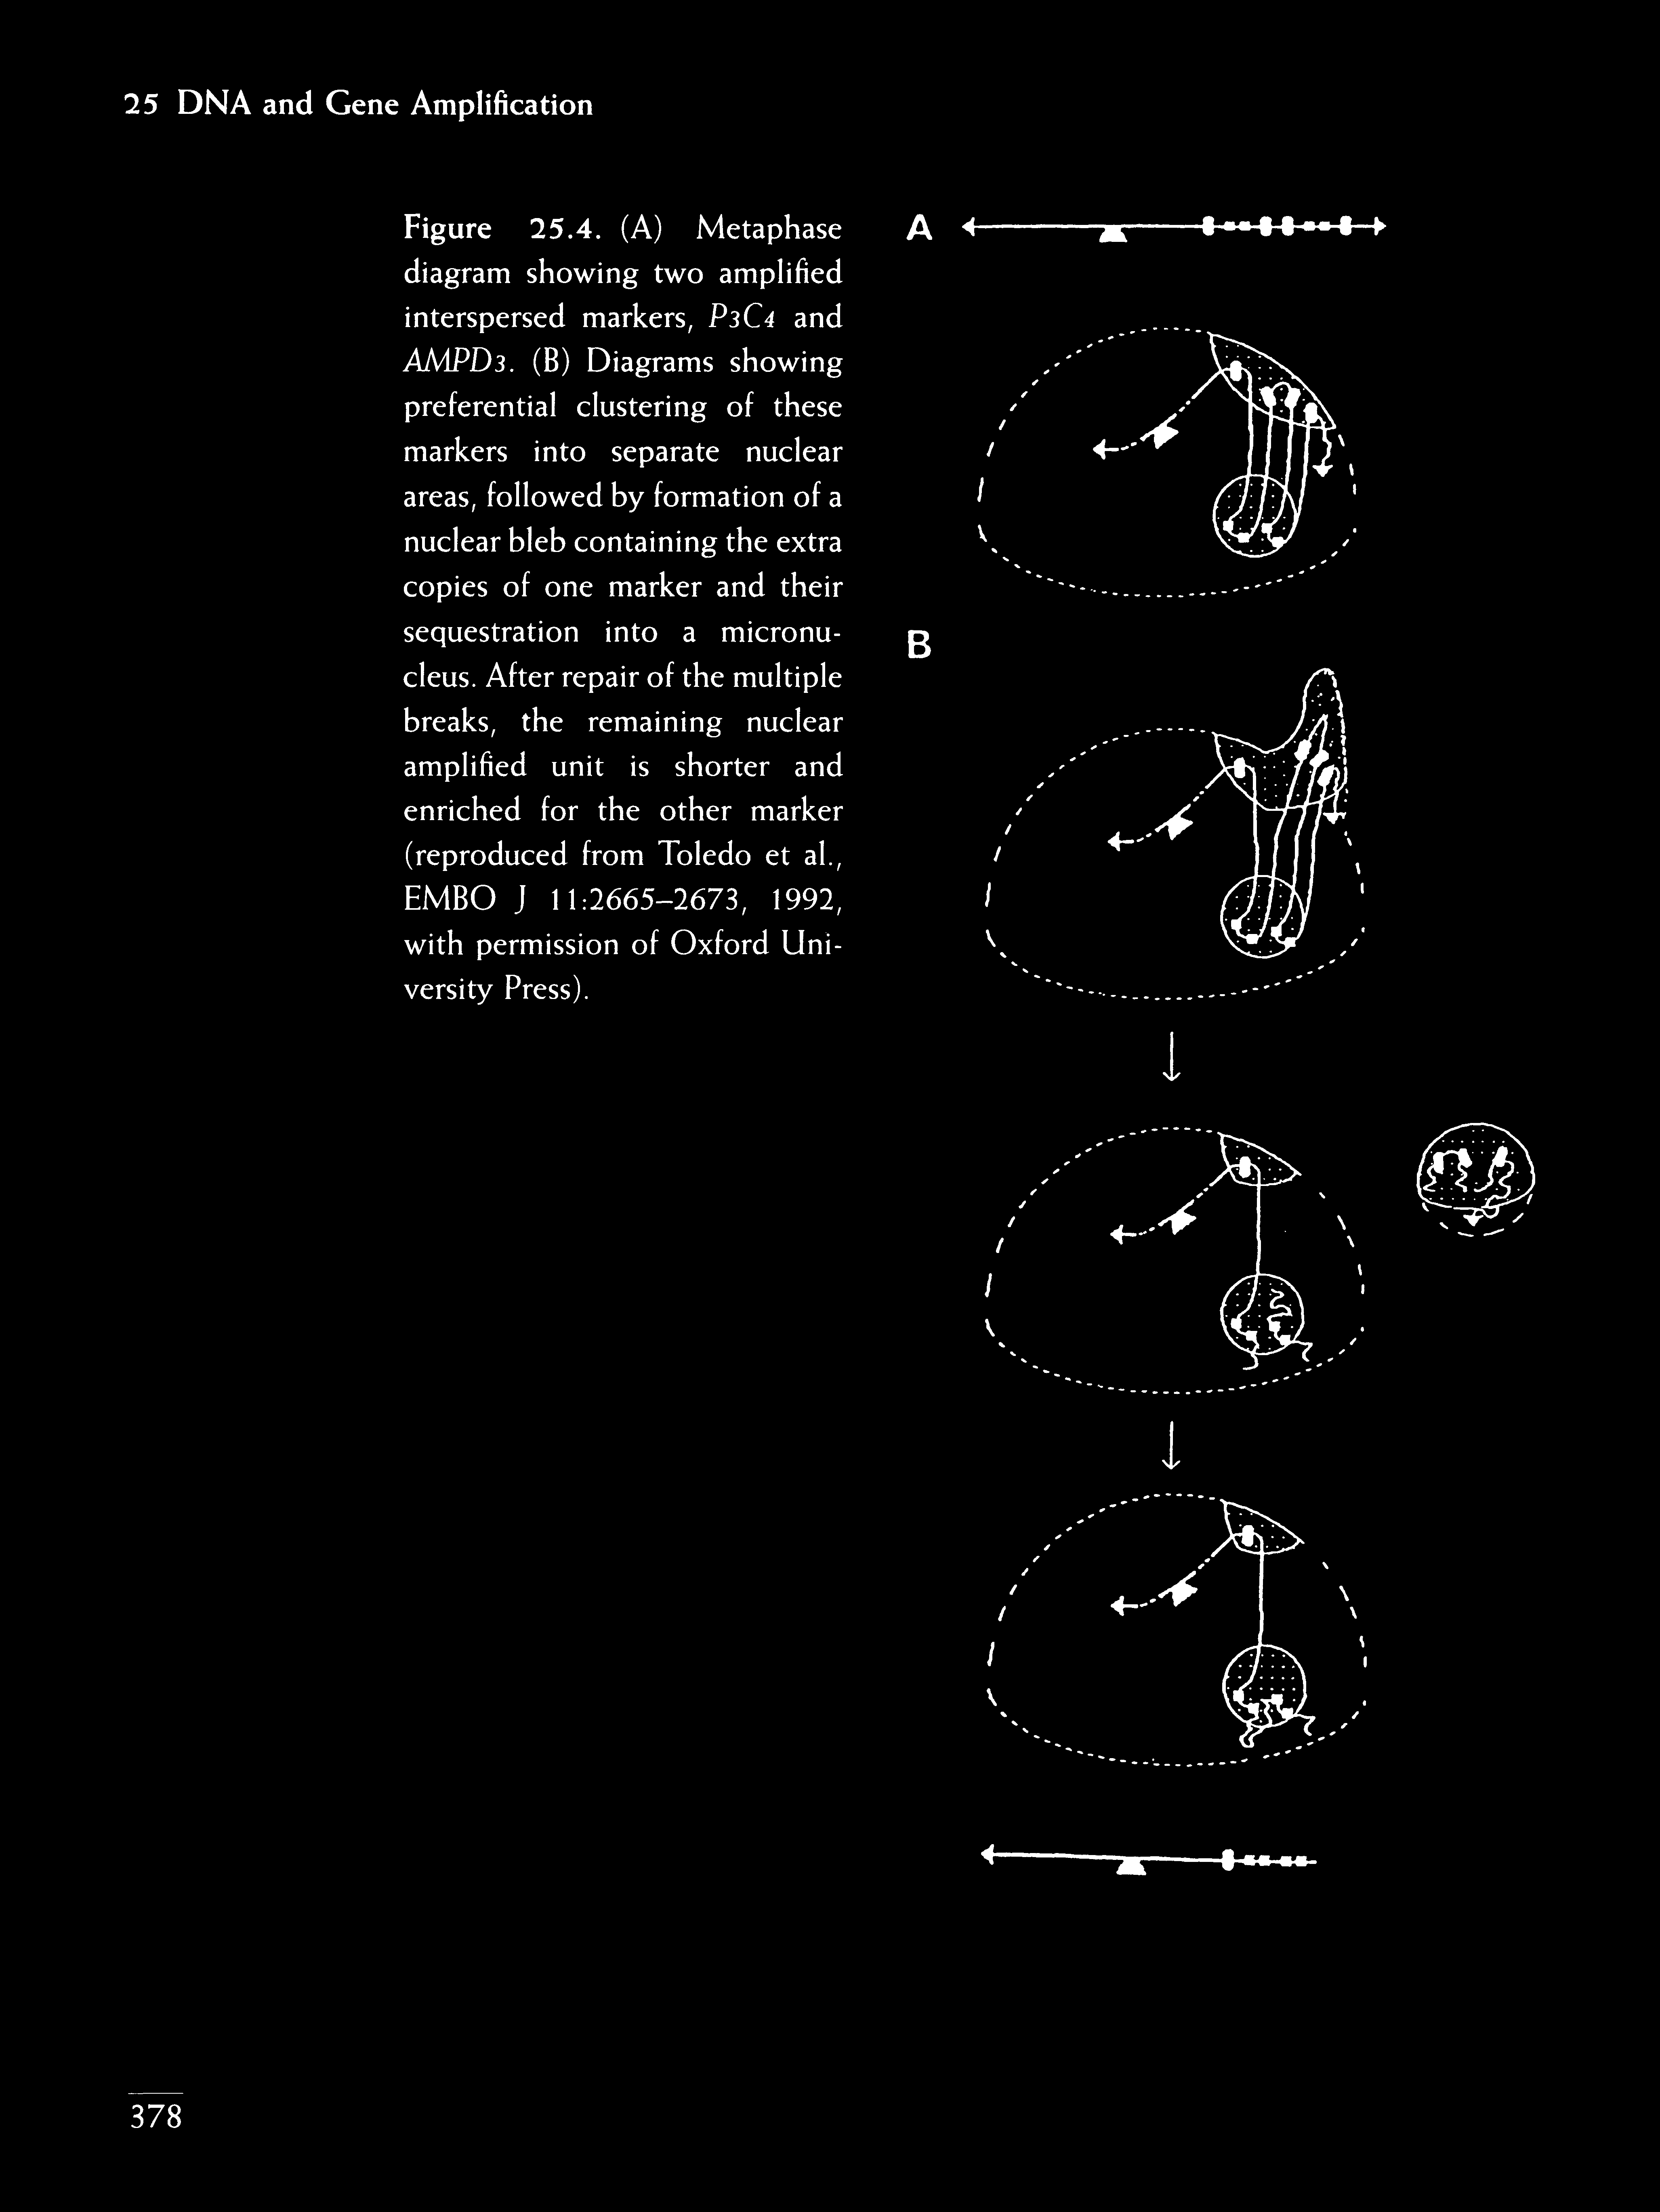 25 DNA and Gene Amplification
Figure 25.4. (A) Metaphase
diagram showing two amplified
interspersed markers, P3C4 and
AMPD3. (B) Diagrams showing
preferential clustering of these
markers into separate nuclear
areas, followed by formation of a
nuclear bleb containing the extra
copies of one marker and their
sequestration into a micronu-
cleus. After repair of the multiple
breaks, the remaining nuclear
amplified unit is shorter and
enriched for the other marker
(reproduced from Toledo et al.,
EMBO J 11:2665–2673, 1992,
with permission of Oxford Uni-
versity Press).
A
B
378